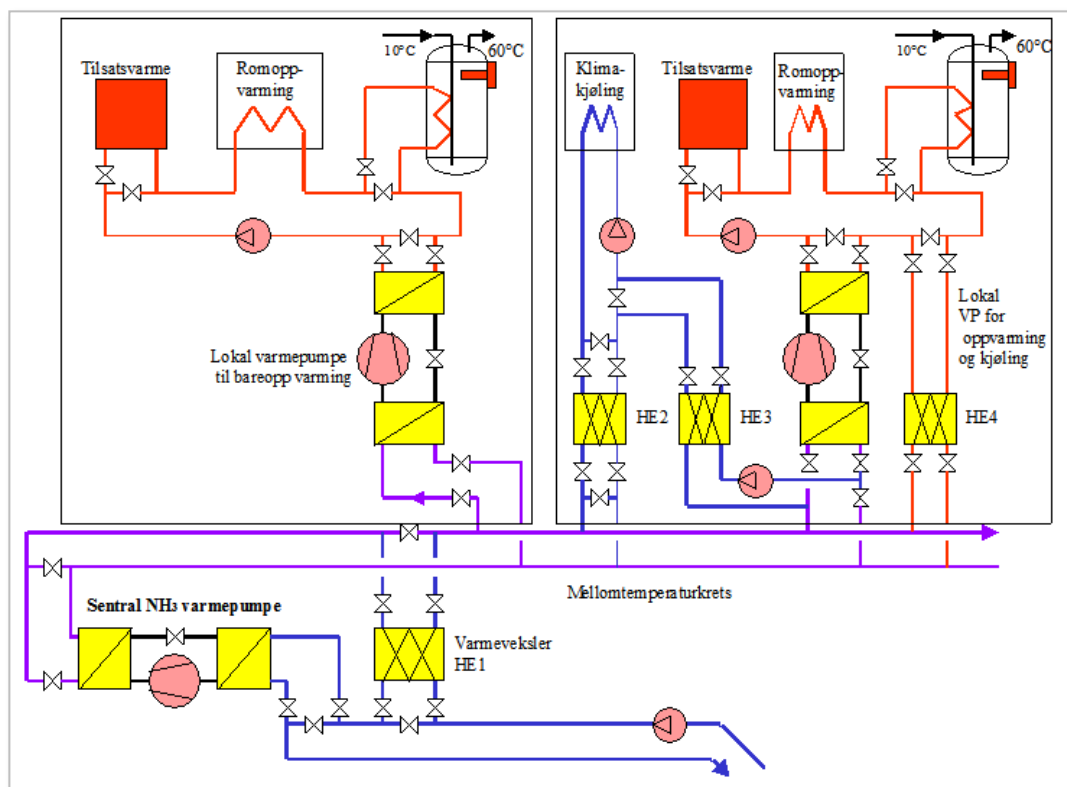 10°C
60°C
Tilsatsvarme
Romopp-
varming
Lokal varmepumpe
til bareopp varming
Klima-
kjøling
Tilsatsvarme
Romopp-
varming
10°C
60°C
HE2
HE3
HE4
Lokal
VP for
oppvarming
og kjøling
Mellomtemperaturkrets
Sentral NH3 varmepumpe
Varmeveksler
HE1